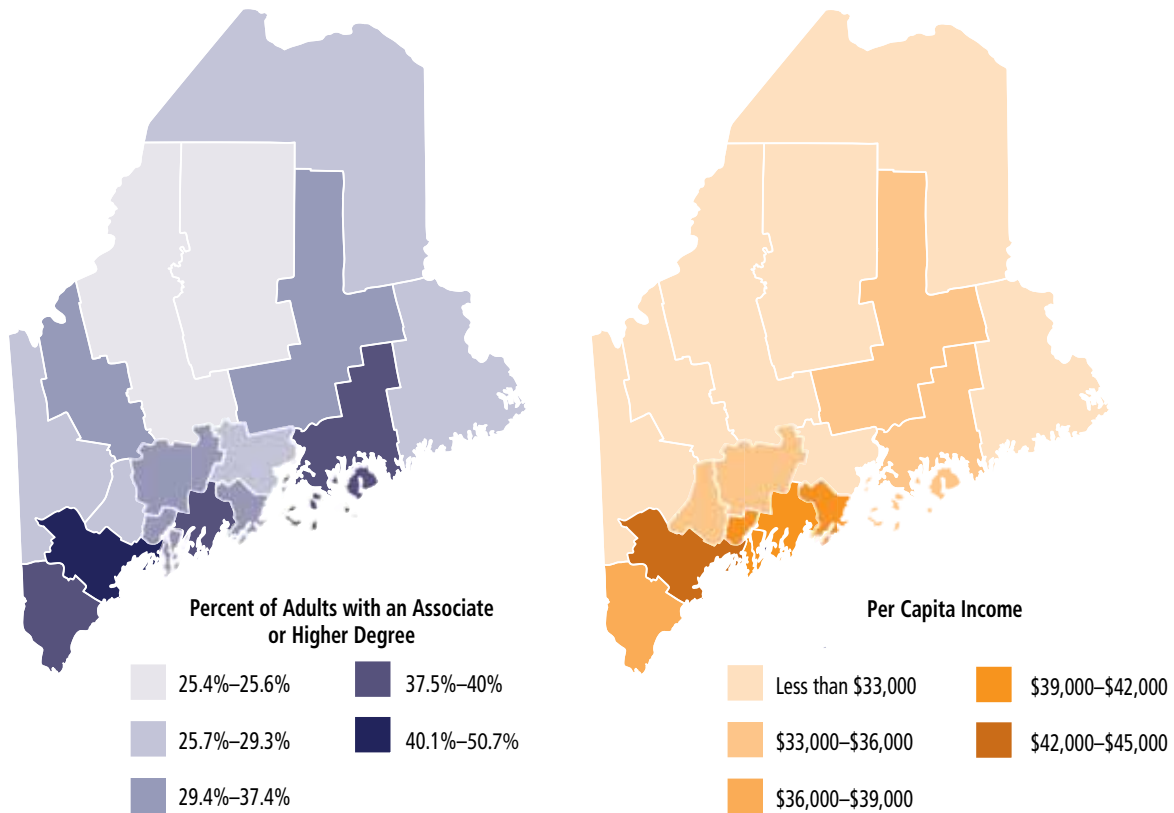 Percent of Adults with an Associate
or Higher Degree
25.4%–25.6%
25.7%–29.3%
29.4%–37.4%
37.5%–40%
40.1%–50.7%
Per Capita Income
Less than $33,000
$33,000–$36,000
$36,000–$39,000
$39,000–$42,000
$42,000–$45,000